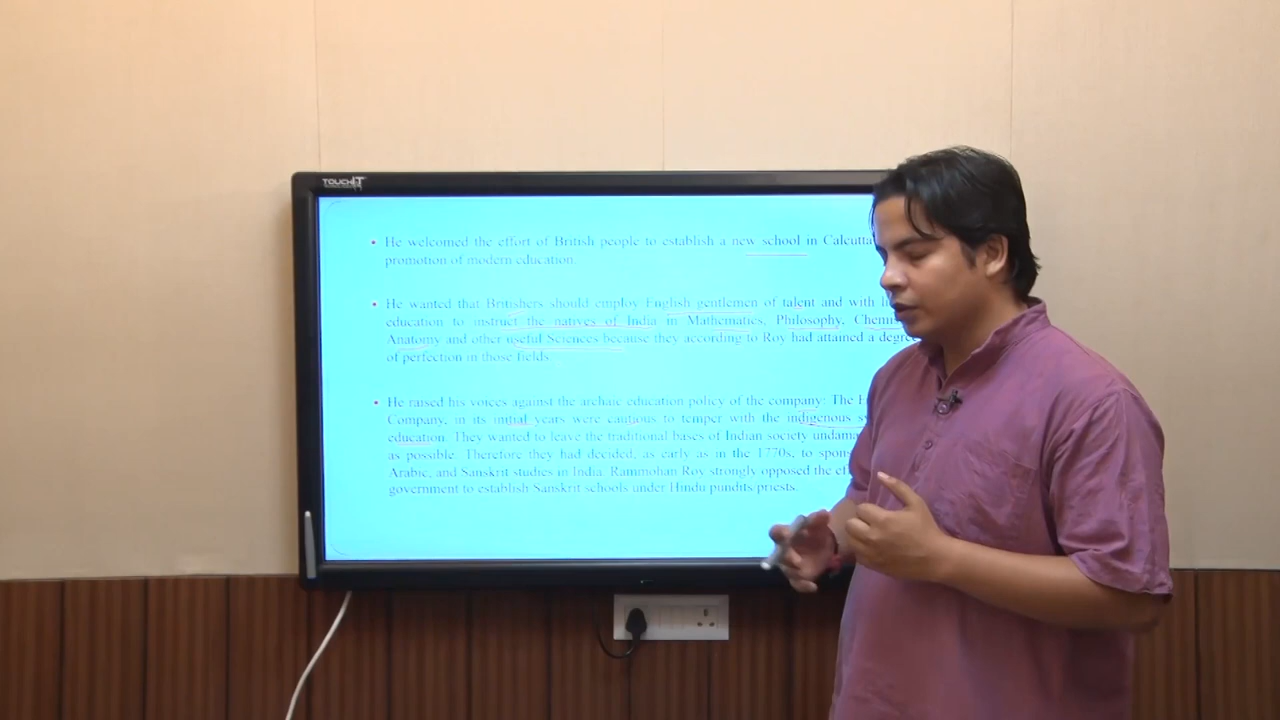 TOUCHIT
• He welcomed the effort of British people to establish a new school in Calcutta
promotion of modern education.
• He wanted that Britishers should employ English gentlemen of talent and with
education to instruct the natives of India in Mathematics, Philosophy,
Anatomy and other useful Sciences because they according to Roy had attained a
of perfection in those fields.
• He raised his voices against the archaic education policy of the company: The
Company, in its initial years were cautious to temper with the indigenous
education. They wanted to leave the traditional bases of Indian society
as possible. Therefore they had decided, as early as in the 1770s, to
Arabic, and Sanskrit studies in India. Rammohan Roy strongly opposed the
government to establish Sanskrit schools under Hindu pundits/priests.